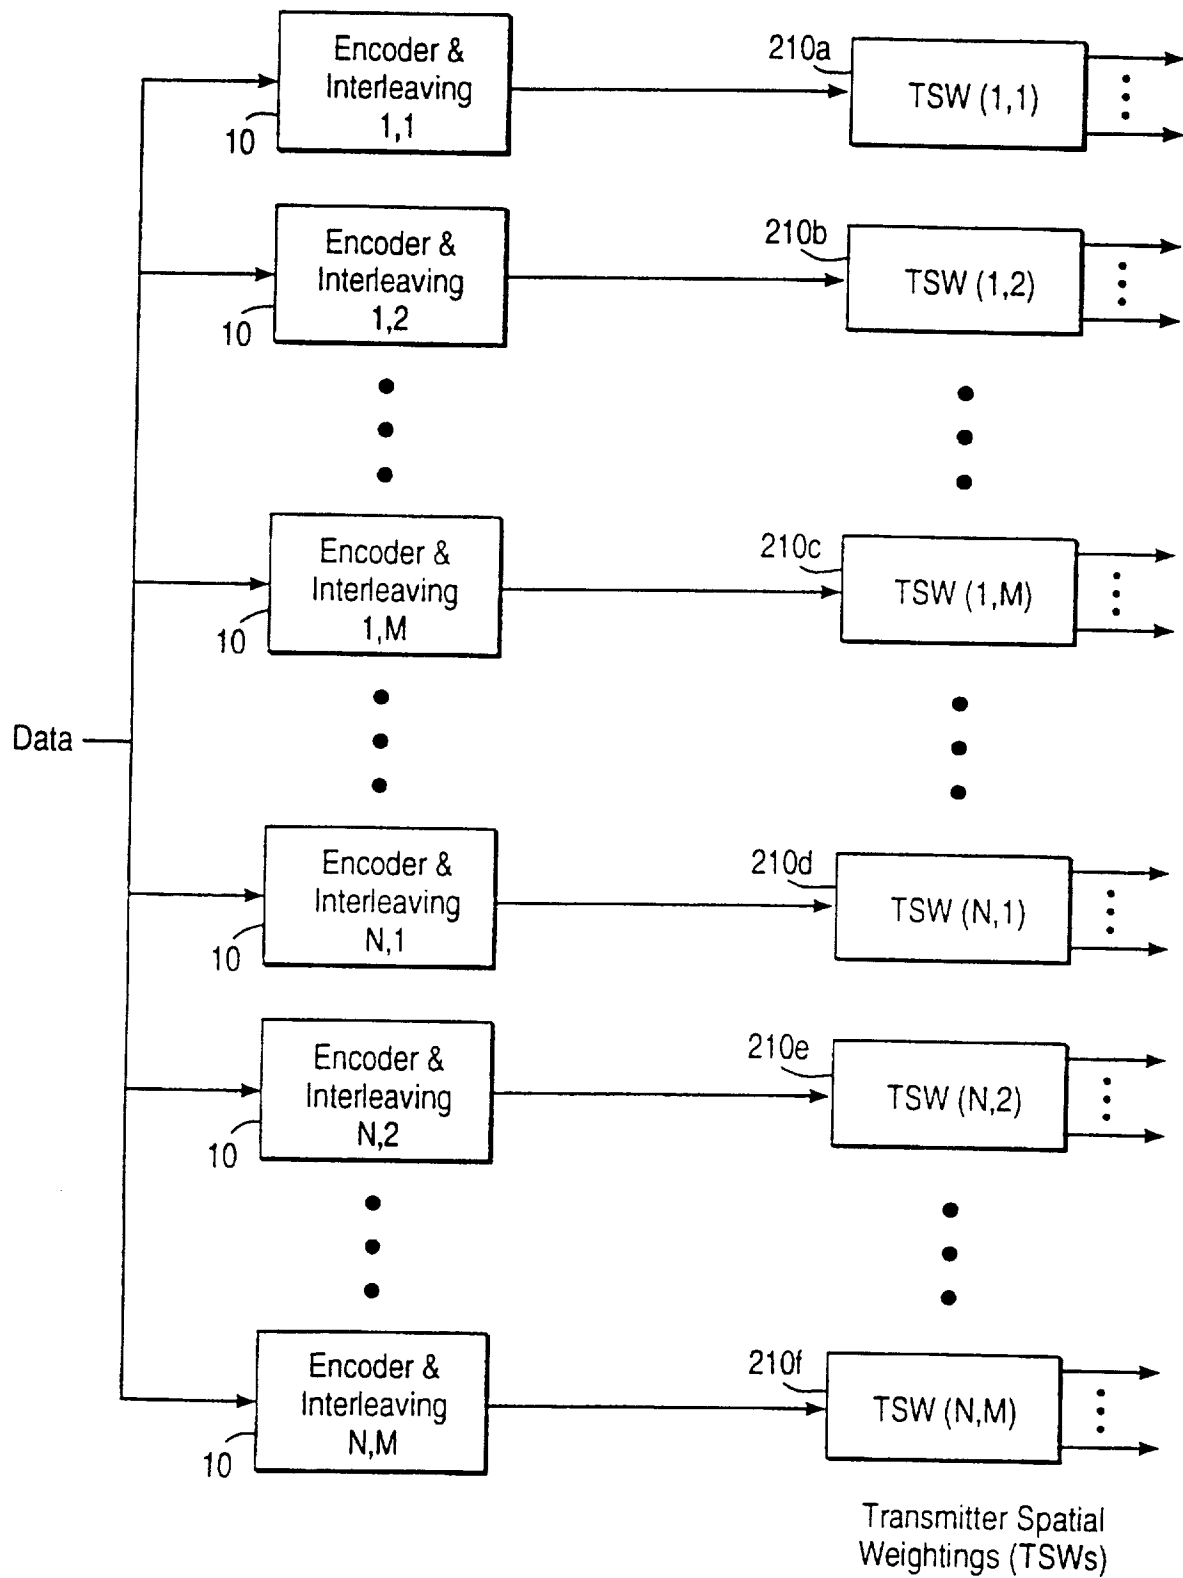 Encoder &
Interleaving
1,1
10
210a
TSW (1,1)
Encoder &
Interleaving
1,2
10
210b
TSW (1,2)
Encoder &
Interleaving
1,M
10
210c
TSW (1,M)
Data
Encoder &
Interleaving
N,1
10
210d
TSW (N,1)
Encoder &
Interleaving
N,2
10
210e
TSW (N,2)
Encoder &
Interleaving
N,M
10
210f
TSW (N,M)
Transmitter Spatial
Weightings (TSWs)